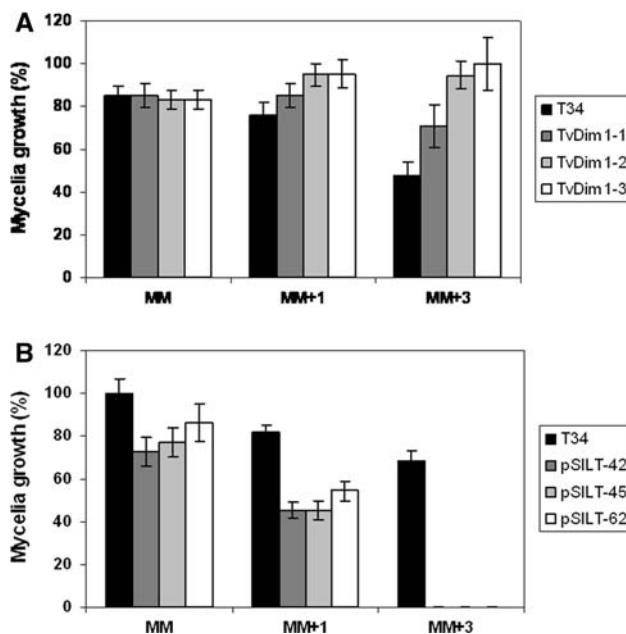 A
Mycelia growth (%)
120
100
80
60
40
20
0
MM
MM+1
MM+3
T34
TvDim1-1
TvDim1-2
TvDim1-3
B
Mycelia growth (%)
120
100
80
60
40
20
0
MM
MM+1
MM+3
T34
pSILT-42
pSILT-45
pSILT-62